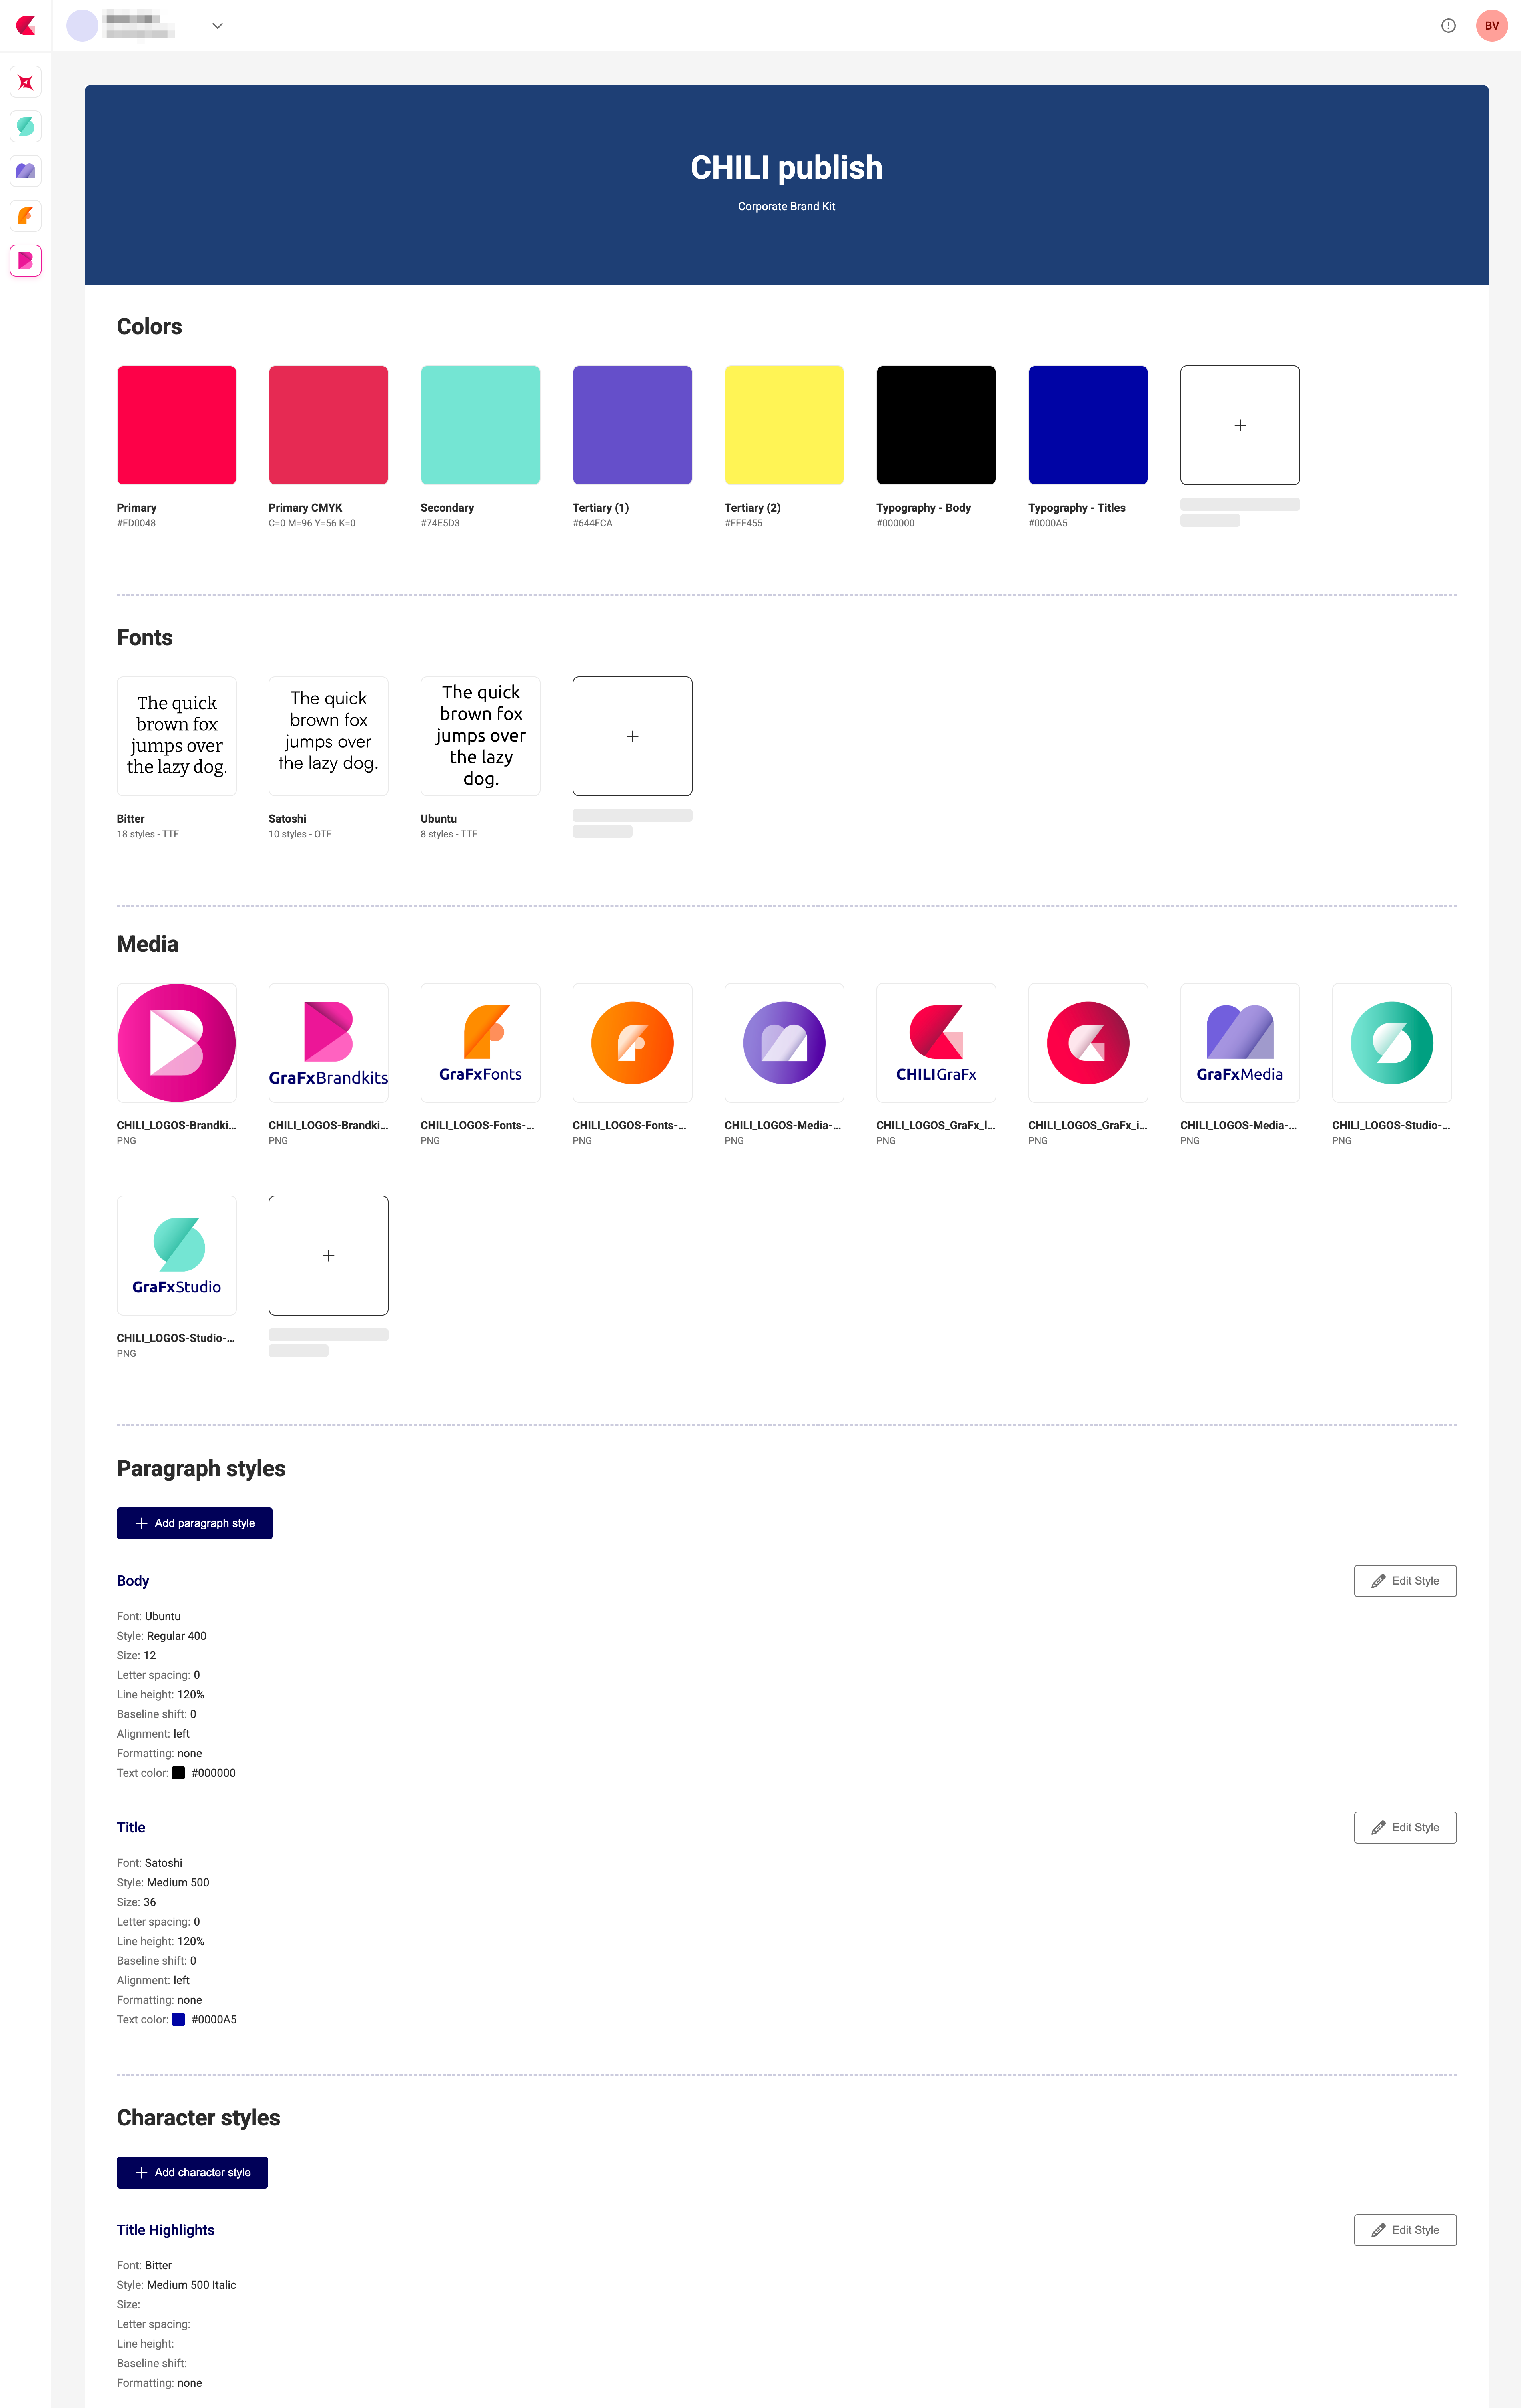 BV
CHILI publish
Corporate Brand Kit
Colors
Primary
#FD0048
Primary CMYK
C=0 M=96 Y=56 K=0
Secondary
#74E5D3
Tertiary (1)
#644FCA
Tertiary (2)
#FFF455
Typography - Body
#000000
Typography - Titles
#0000A5
Fonts
The quick
brown fox
jumps over
the lazy dog.
Bitter
18 styles - TTF
The quick
brown fox
jumps over
the lazy dog.
Satoshi
10 styles - OTF
The quick
brown fox
jumps over
the lazy
dog.
Ubuntu
8 styles - TTF
Media
CHILI_LOGOS-Brandki...
PNG
GraFxBrandkits
CHILI_LOGOS-Brandki...
PNG
GraFxFonts
CHILI_LOGOS-Fonts-...
PNG
CHILI_LOGOS-Fonts-...
PNG
CHILI_LOGOS-Media-...
PNG
CHILIGraFx
CHILI_LOGOS_GraFx_I...
PNG
CHILI_LOGOS_GraFx_i...
PNG
GraFxMedia
CHILI_LOGOS-Media-...
PNG
CHILI_LOGOS-Studio-...
PNG
GraFxStudio
CHILI_LOGOS-Studio-...
PNG
Paragraph styles
Add paragraph style
Body
Edit Style
Font: Ubuntu
Style: Regular 400
Size: 12
Letter spacing: 0
Line height: 120%
Baseline shift: 0
Alignment: left
Formatting: none
Text color: #000000
Title
Edit Style
Font: Satoshi
Style: Medium 500
Size: 36
Letter spacing: 0
Line height: 120%
Baseline shift: 0
Alignment: left
Formatting: none
Text color: #0000A5
Character styles
Add character style
Title Highlights
Edit Style
Font: Bitter
Style: Medium 500 Italic
Size:
Letter spacing:
Line height:
Baseline shift:
Formatting: none